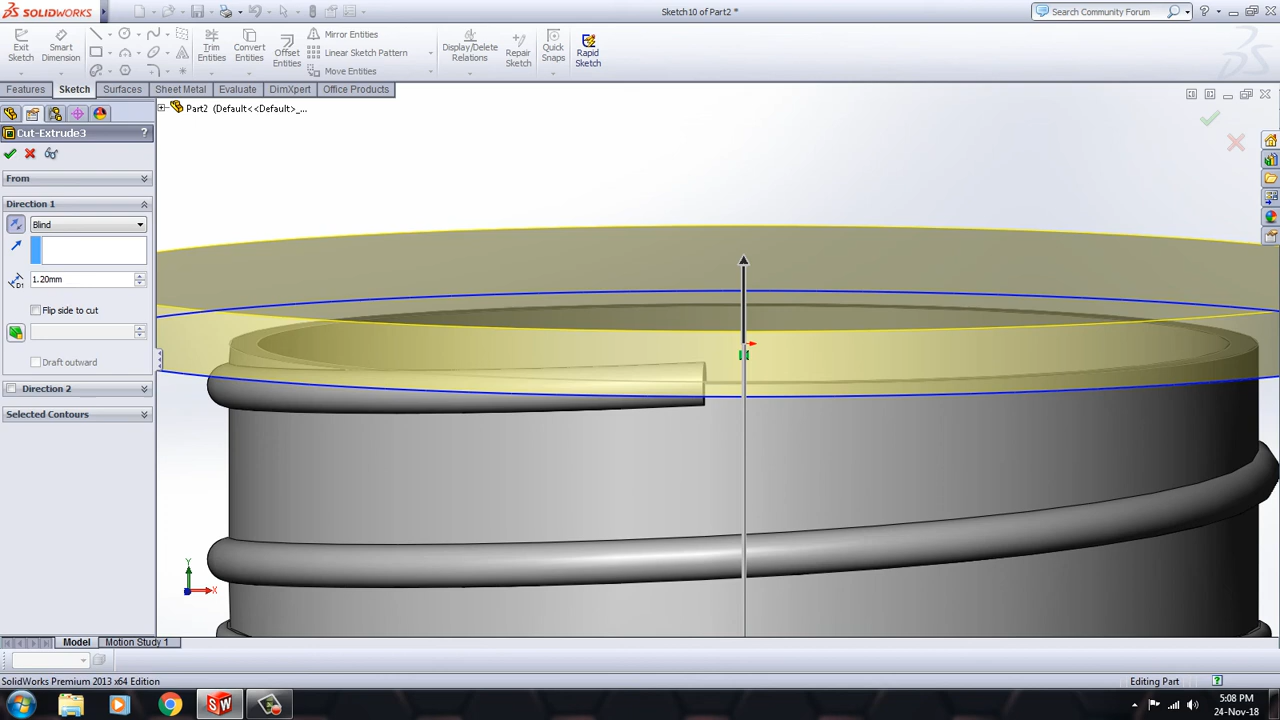 SOLIDWORKS
Sketch10 of Part2 *
Search Community Forum
Exit Sketch
Smart Dimension
Trim Entities
Convert Entities
Offset Entities
Mirror Entities
Linear Sketch Pattern
Move Entities
Display/Delete Relations
Repair Sketch
Quick Snaps
Rapid Sketch
Features
Sketch
Surfaces
Sheet Metal
Evaluate
DimXpert
Office Products
Part2 (Default<<Default>_...
Cut-Extrude3
?
From
Direction 1
Blind
D1
1.20mm
Flip side to cut
Draft outward
Direction 2
Selected Contours
Y
X
Model
Motion Study 1
SolidWorks Premium 2013 x64 Edition
Editing Part
?
SW
5:08 PM
24-Nov-18